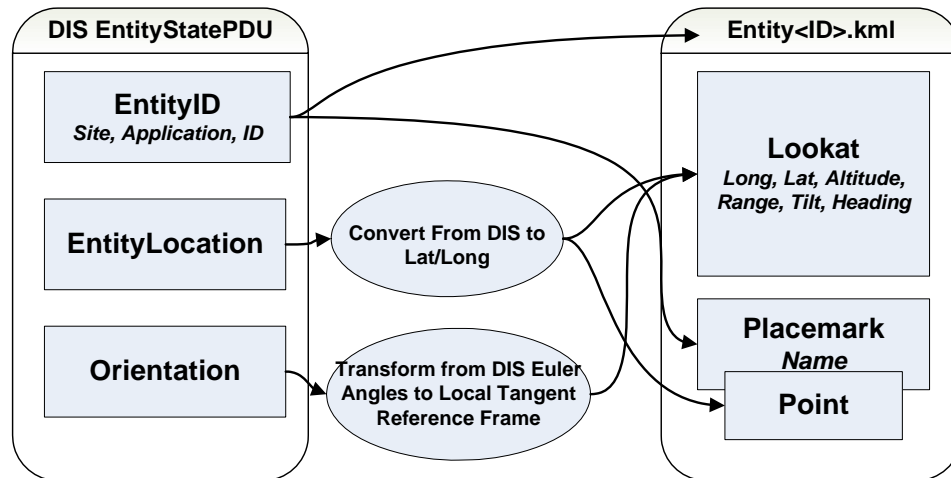 DIS EntityStatePDU
EntityID
Site, Application, ID
EntityLocation
Orientation
Convert From DIS to
Lat/Long
Transform from DIS Euler
Angles to Local Tangent
Reference Frame
Entity<ID>.kml
Lookat
Long, Lat, Altitude,
Range, Tilt, Heading
Placemark
Name
Point